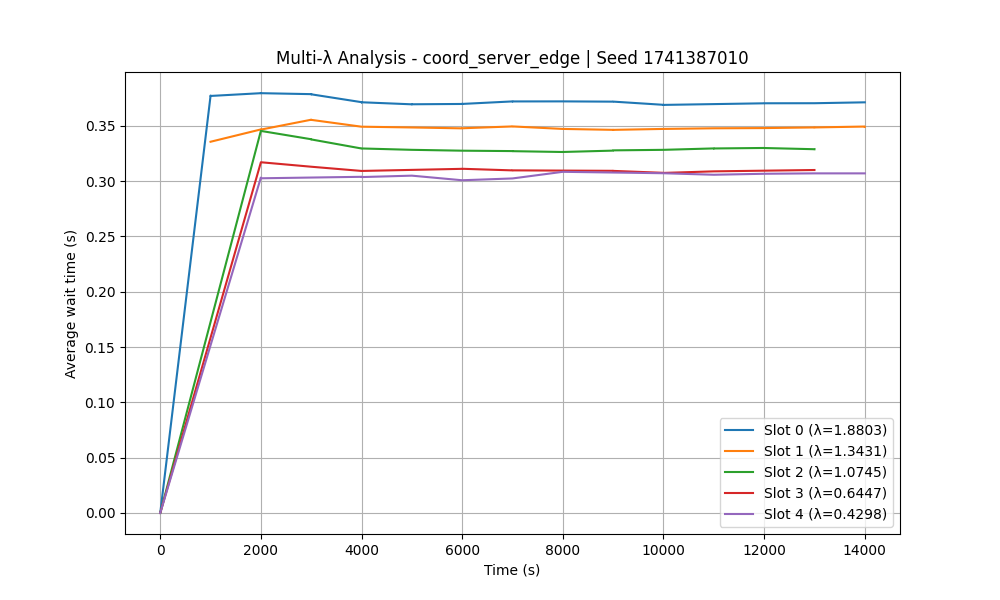 Multi-λ Analysis - coord_server_edge | Seed 1741387010
Average wait time (s)
0.35
0.30
0.25
0.20
0.15
0.10
0.05
0.00
Slot 0 (λ=1.8803)
Slot 1 (λ=1.3431)
Slot 2 (λ=1.0745)
Slot 3 (λ=0.6447)
Slot 4 (λ=0.4298)
0 2000 4000 6000 8000 10000 12000 14000
Time (s)